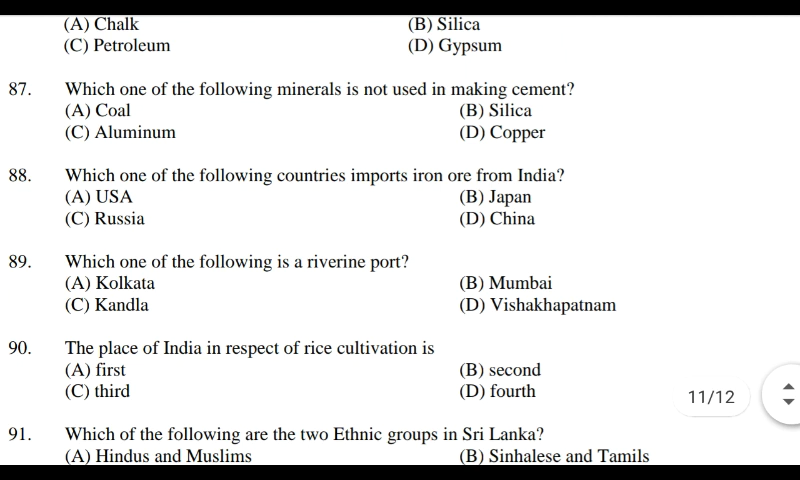 (A) Chalk (B) Silica
(C) Petroleum (D) Gypsum
87. Which one of the following minerals is not used in making cement?
(A) Coal (B) Silica
(C) Aluminum (D) Copper
88. Which one of the following countries imports iron ore from India?
(A) USA (B) Japan
(C) Russia (D) China
89. Which one of the following is a riverine port?
(A) Kolkata (B) Mumbai
(C) Kandla (D) Vishakhapatnam
90. The place of India in respect of rice cultivation is
(A) first (B) second
(C) third (D) fourth
11/12
91. Which of the following are the two Ethnic groups in Sri Lanka?
(A) Hindus and Muslims (B) Sinhalese and Tamils